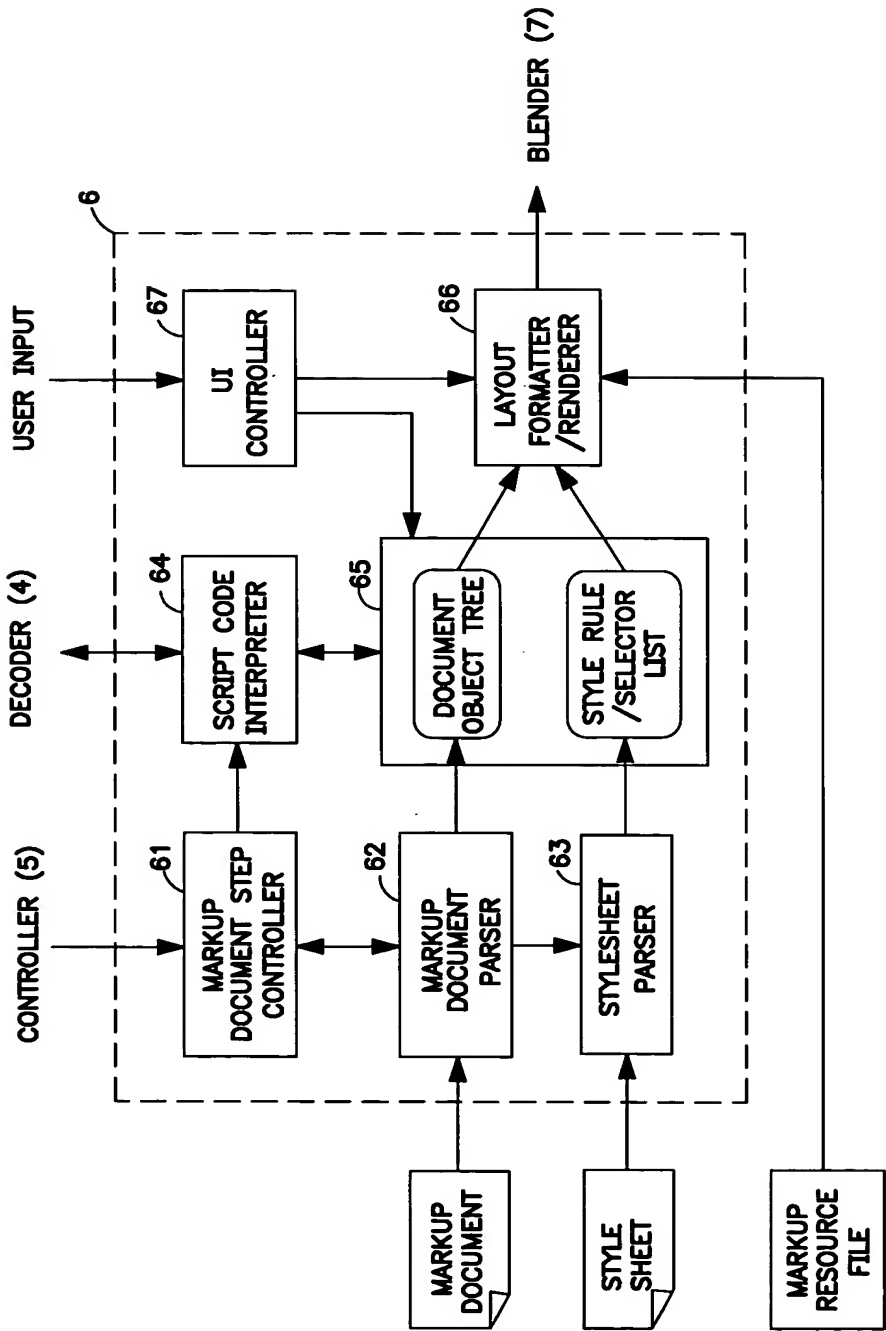 CONTROLLER (5)
DECODER (4)
USER INPUT
6
61
MARKUP
DOCUMENT STEP
CONTROLLER
64
SCRIPT CODE
INTERPRETER
67
UI
CONTROLLER
MARKUP
DOCUMENT
62
MARKUP
DOCUMENT
PARSER
65
DOCUMENT
OBJECT TREE
66
LAYOUT
FORMATTER
/RENDERER
BLENDER (7)
STYLE
SHEET
63
STYLESHEET
PARSER
STYLE RULE
/SELECTOR
LIST
MARKUP
RESOURCE
FILE